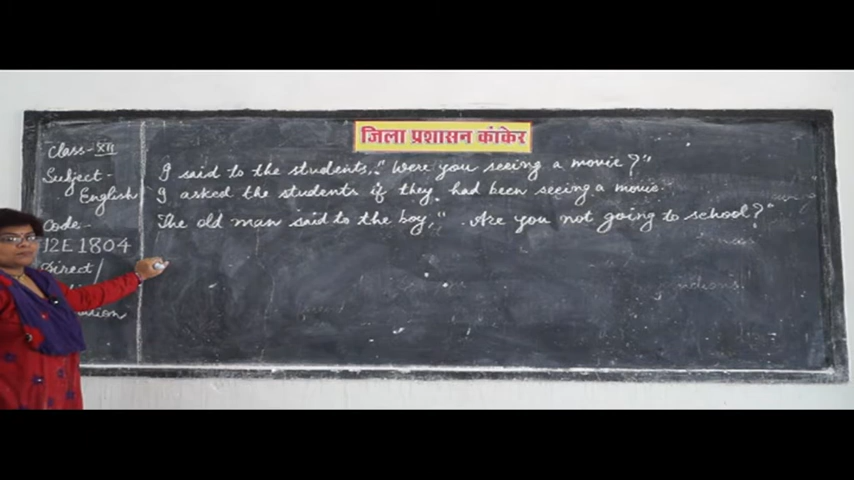 जिला प्रशासन कांकेर
Class-XII
Subject-
English
Code-
12E1804
Direct/
I said to the students, "Were you seeing a movie?"
I asked the students if they had been seeing a movie.
The old man said to the boy, "Are you not going to school?"